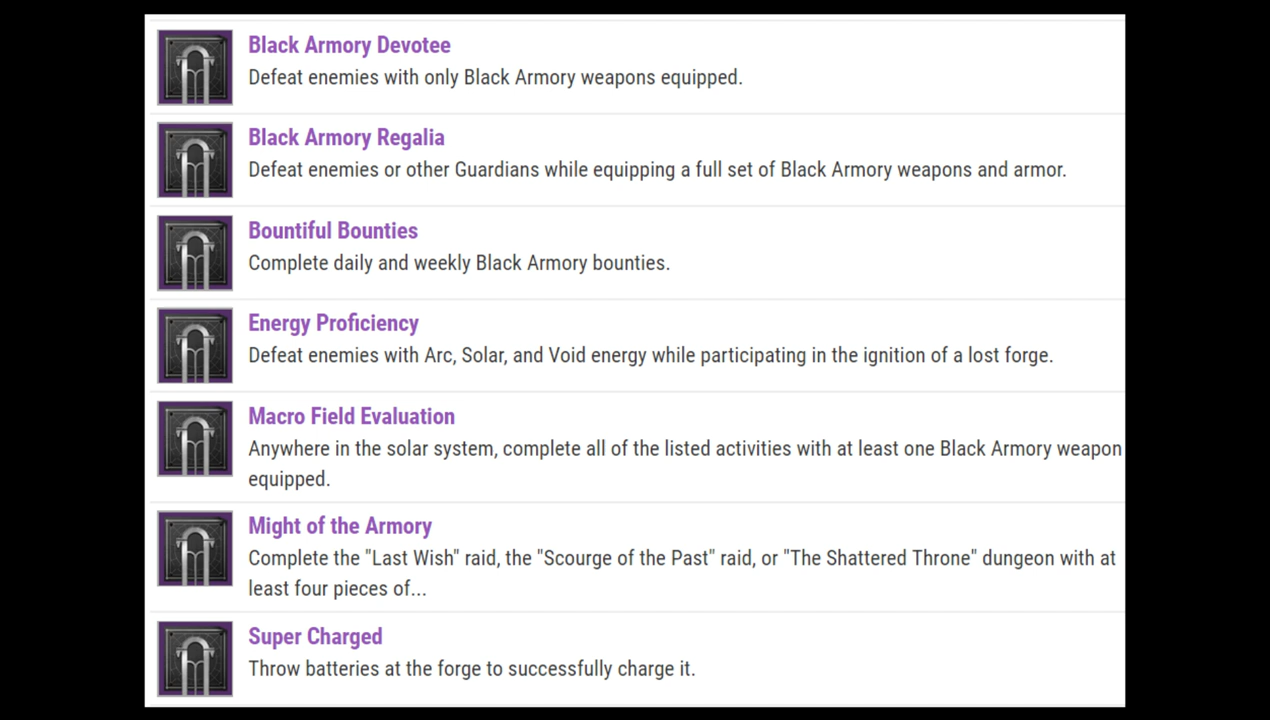 Black Armory Devotee
Defeat enemies with only Black Armory weapons equipped.
Black Armory Regalia
Defeat enemies or other Guardians while equipping a full set of Black Armory weapons and armor.
Bountiful Bounties
Complete daily and weekly Black Armory bounties.
Energy Proficiency
Defeat enemies with Arc, Solar, and Void energy while participating in the ignition of a lost forge.
Macro Field Evaluation
Anywhere in the solar system, complete all of the listed activities with at least one Black Armory weapon
equipped.
Might of the Armory
Complete the "Last Wish" raid, the "Scourge of the Past" raid, or "The Shattered Throne" dungeon with at
least four pieces of...
Super Charged
Throw batteries at the forge to successfully charge it.